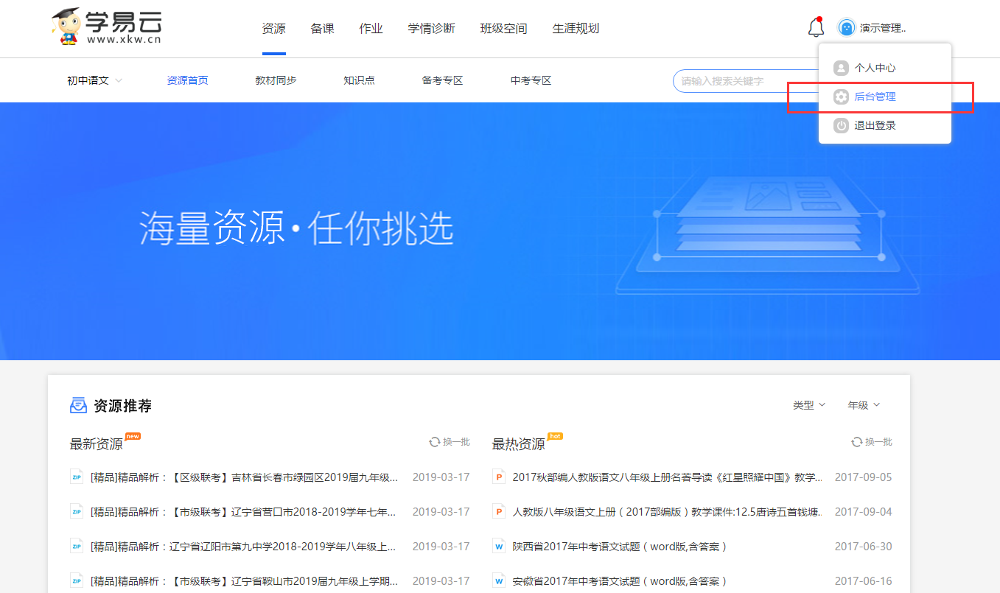 学易云
www.xkw.cn
资源 备课 作业 学情诊断 班级空间 生涯规划 演示管理..
个人中心
初中语文 资源首页 教材同步 知识点 备考专区 中考专区 请输入搜索关键字
后台管理
退出登录
海量资源·任你挑选
资源推荐 类型 年级
最新资源 new 换一批
ZIP [精品]精品解析：【区级联考】吉林省长春市绿园区2019届九年级... 2019-03-17
ZIP [精品]精品解析：【市级联考】辽宁省营口市2018-2019学年七年... 2019-03-17
ZIP [精品]精品解析：辽宁省辽阳市第九中学2018-2019学年八年级上... 2019-03-17
ZIP [精品]精品解析：【市级联考】辽宁省鞍山市2019届九年级上学期... 2019-03-17
最热资源 hot 换一批
P 2017秋部编人教版语文八年级上册名著导读《红星照耀中国》教学... 2017-09-05
P 人教版八年级语文上册（2017部编版）教学课件:12.5唐诗五首钱塘.. 2017-09-04
W 陕西省2017年中考语文试题（word版,含答案） 2017-06-30
W 安徽省2017年中考语文试题（word版,含答案） 2017-06-16